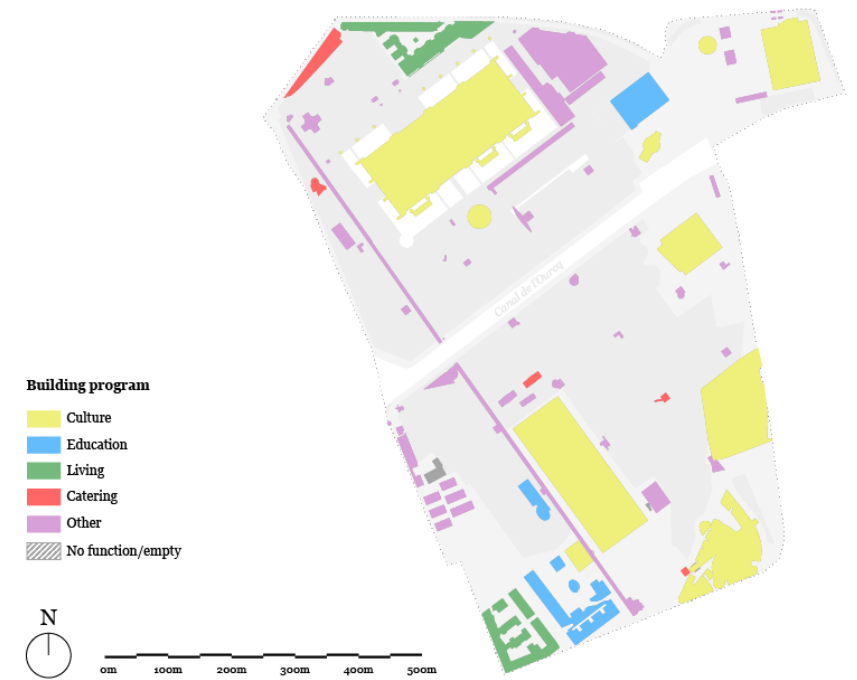 Canal de l'Ourcq
Building program
Culture
Education
Living
Catering
Other
No function/empty
N
0m 100m 200m 300m 400m 500m